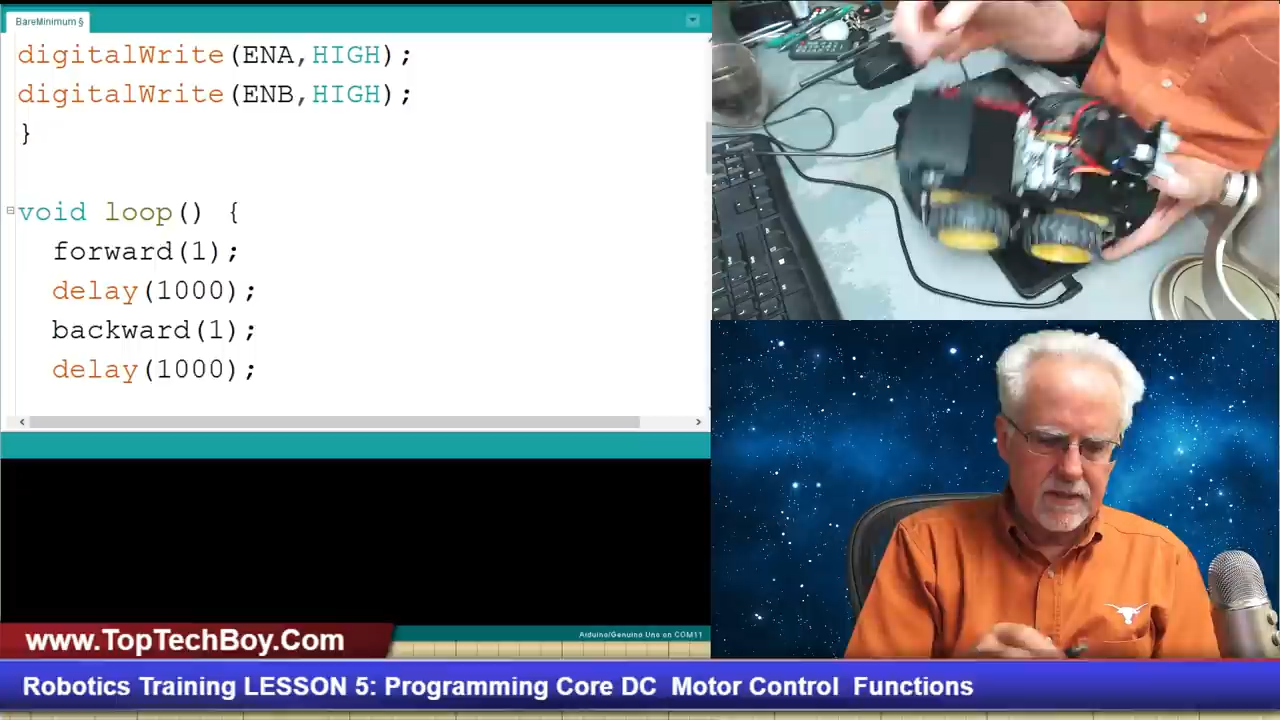 BareMinimum §
digitalWrite(ENA,HIGH);
digitalWrite(ENB,HIGH);
}
void loop() {
forward(1);
delay(1000);
backward(1);
delay(1000);
Arduino/Genuino Uno on COM11
www.TopTechBoy.Com
Robotics Training LESSON 5: Programming Core DC Motor Control Functions